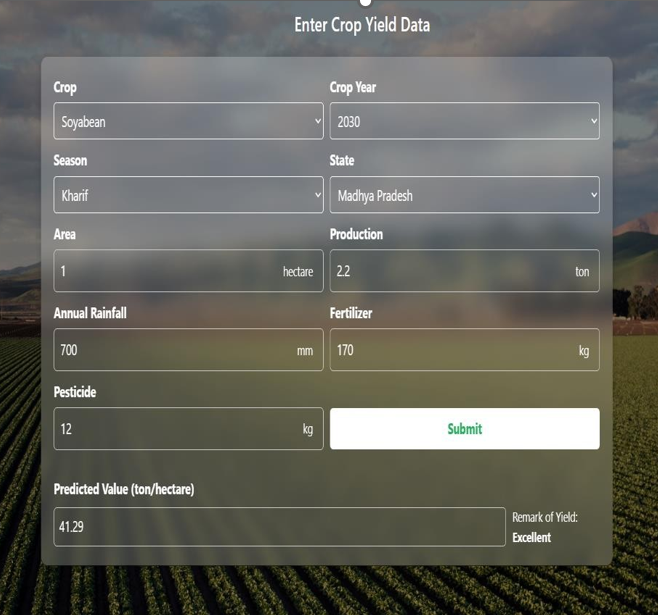 Enter Crop Yield Data
Crop
Crop Year
Soyabean
2030
Season
State
Kharif
Madhya Pradesh
Area
Production
1 hectare
2.2 ton
Annual Rainfall
Fertilizer
700 mm
170 kg
Pesticide
12 kg
Submit
Predicted Value (ton/hectare)
41.29
Remark of Yield:
Excellent